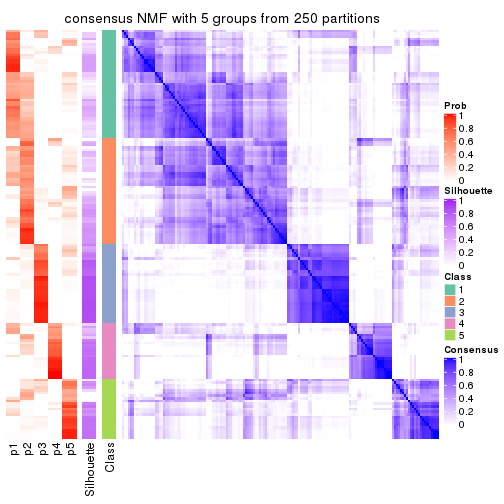 consensus NMF with 5 groups from 250 partitions
Prob
1
0.8
0.6
0.4
0.2
0
Silhouette
1
0.8
0.6
0.4
0.2
0
Class
1
2
3
4
5
Consensus
1
0.8
0.6
0.4
0.2
0
p1
p2
p3
p4
p5
Silhouette
Class